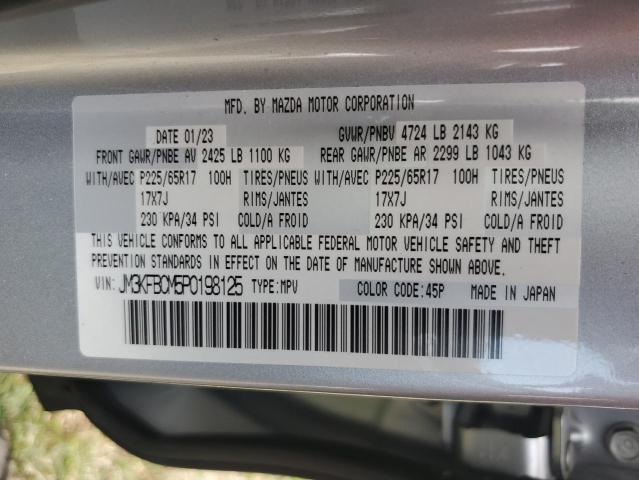 MFD. BY MAZDA MOTOR CORPORATION
DATE 01/23 GVWR/PNBV 4724 LB 2143 KG
FRONT GAWR/PNBE AV 2425 LB 1100 KG REAR GAWR/PNBE AR 2299 LB 1043 KG
WITH/AVEC P225/65R17 100H TIRES/PNEUS WITH/AVEC P225/65R17 100H TIRES/PNEUS
17X7J RIMS/JANTES 17X7J RIMS/JANTES
230 KPA/34 PSI COLD/A FROID 230 KPA/34 PSI COLD/A FROID
THIS VEHICLE CONFORMS TO ALL APPLICABLE FEDERAL MOTOR VEHICLE SAFETY AND THEFT
PREVENTION STANDARDS IN EFFECT ON THE DATE OF MANUFACTURE SHOWN ABOVE.
VIN: JM3KFBCM5P0198125 TYPE:MPV COLOR CODE:45P MADE IN JAPAN